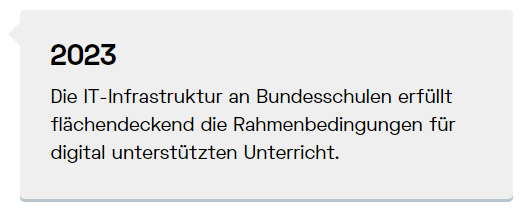 2023
Die IT-Infrastruktur an Bundesschulen erfüllt
flächendeckend die Rahmenbedingungen für
digital unterstützten Unterricht.